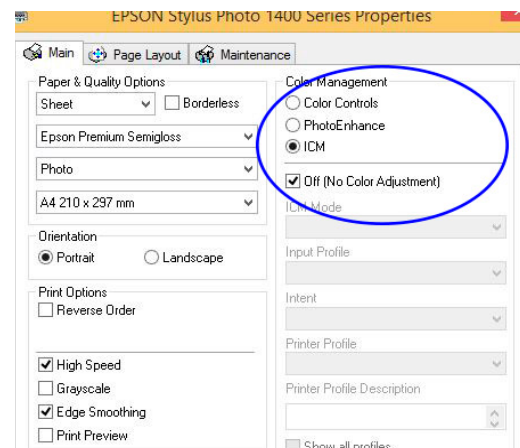 EPSON Stylus Photo 1400 Series Properties
Main
Page Layout
Maintenance
Paper & Quality Options
Sheet
Borderless
Epson Premium Semigloss
Photo
A4 210 x 297 mm
Orientation
Portrait
Landscape
Print Options
Reverse Order
High Speed
Grayscale
Edge Smoothing
Print Preview
Color Management
Color Controls
PhotoEnhance
ICM
Off (No Color Adjustment)
ICM Mode
Input Profile
Intent
Printer Profile
Printer Profile Description
Show all profiles